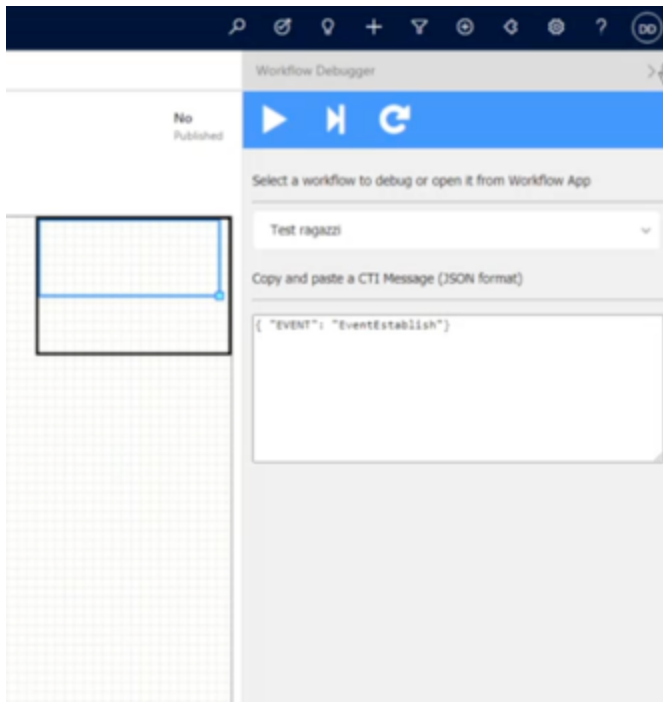 DD
Workflow Debugger
No
Published
Select a workflow to debug or open it from Workflow App
Test ragazzi
Copy and paste a CTI Message (JSON format)
{ "EVENT": "EventEstablish"}